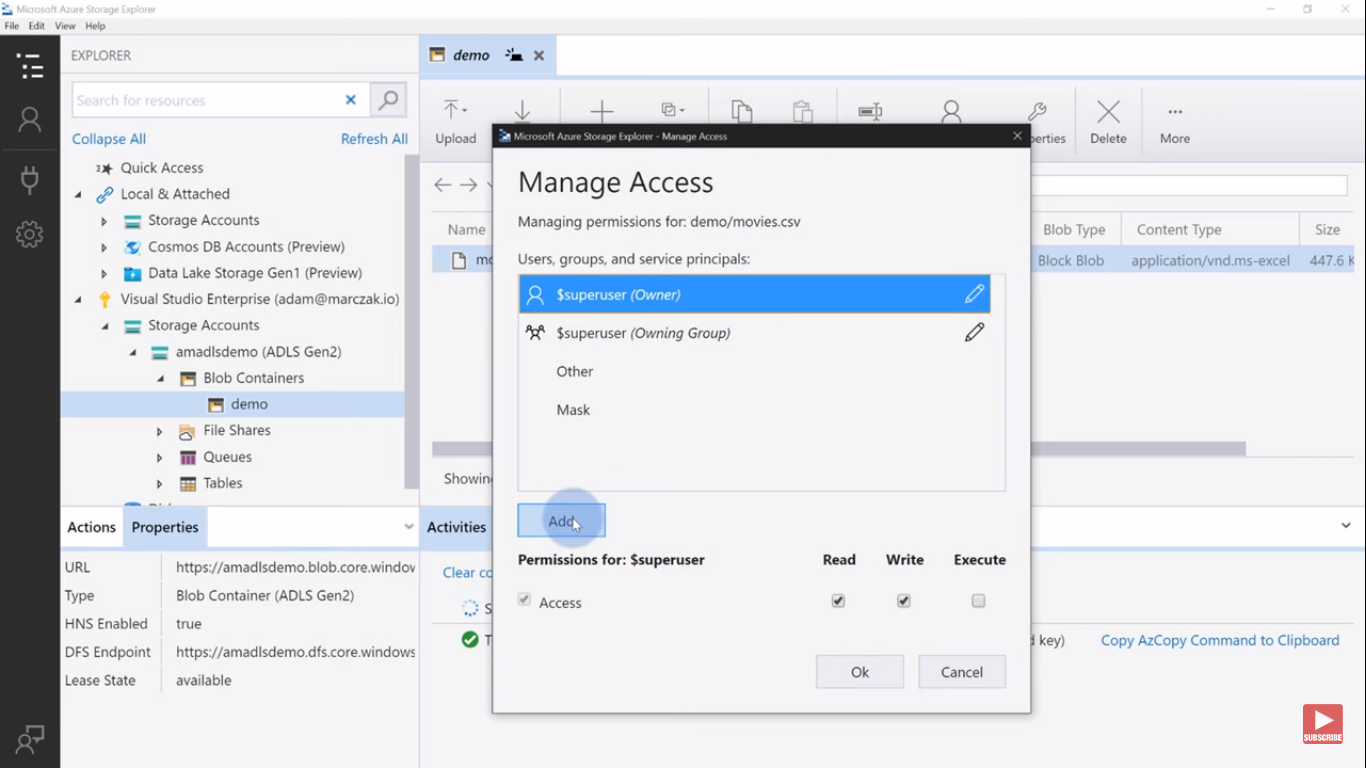 Microsoft Azure Storage Explorer
File Edit View Help
EXPLORER
Search for resources
Collapse All Refresh All
Quick Access
Local & Attached
Storage Accounts
Cosmos DB Accounts (Preview)
Data Lake Storage Gen1 (Preview)
Visual Studio Enterprise (adam@marczak.io)
Storage Accounts
amadlsdemo (ADLS Gen2)
Blob Containers
demo
File Shares
Queues
Tables
Actions Properties
URL https://amadlsdemo.blob.core.window
Type Blob Container (ADLS Gen2)
HNS Enabled true
DFS Endpoint https://amadlsdemo.dfs.core.windows
Lease State available
demo
Upload
erties
Delete
More
Name Blob Type Content Type Size
mo Block Blob application/vnd.ms-excel 447.6 K
Showing
Activities
Clear co
S
T d key) Copy AzCopy Command to Clipboard
Microsoft Azure Storage Explorer - Manage Access
Manage Access
Managing permissions for: demo/movies.csv
Users, groups, and service principals:
$superuser (Owner)
$superuser (Owning Group)
Other
Mask
Add
Permissions for: $superuser Read Write Execute
Access
Ok Cancel
SUBSCRIBE